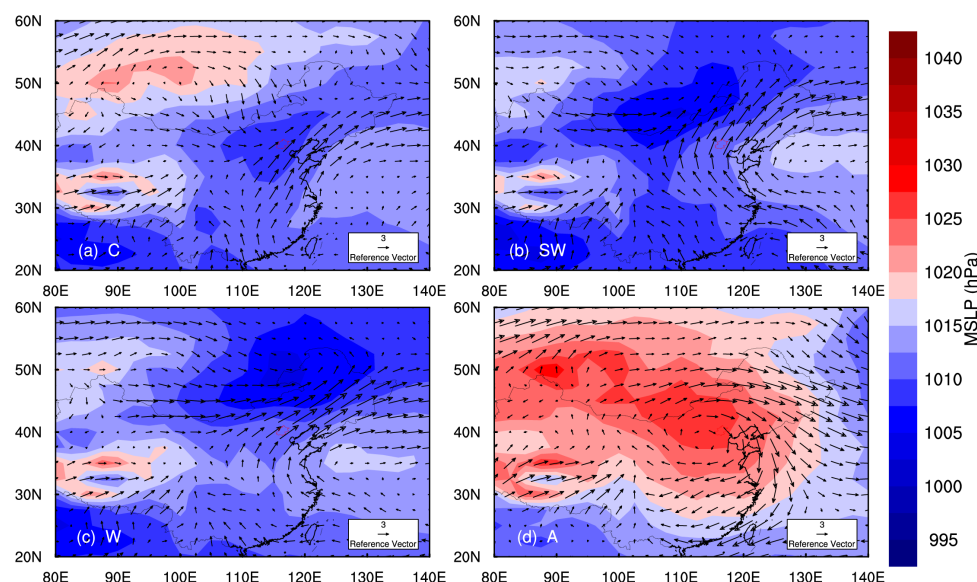 60N
50N
40N
30N
20N
(a) C
3
Reference Vector
80E 90E 100E 110E 120E 130E 140E
60N
50N
40N
30N
20N
(b) SW
3
Reference Vector
80E 90E 100E 110E 120E 130E 140E
60N
50N
40N
30N
20N
(c) W
3
Reference Vector
80E 90E 100E 110E 120E 130E 140E
60N
50N
40N
30N
20N
(d) A
3
Reference Vector
80E 90E 100E 110E 120E 130E 140E
1040
1035
1030
1025
1020
1015
1010
1005
1000
995
MSLP (hPa)